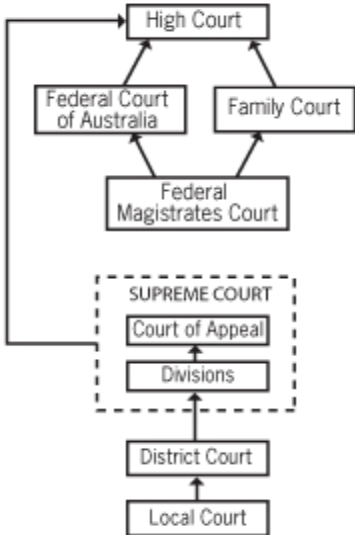 High Court
Federal Court
of Australia
Family Court
Federal
Magistrates Court
SUPREME COURT
Court of Appeal
Divisions
District Court
Local Court